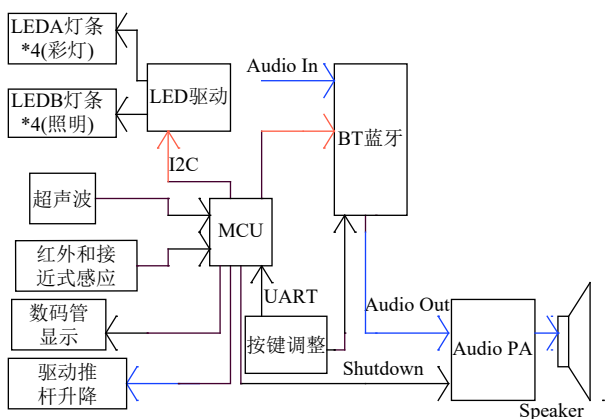 LEDA灯条
*4(彩灯)
LEDB灯条
*4(照明)
LED驱动
Audio In
BT蓝牙
I2C
超声波
MCU
红外和接
近式感应
UART
数码管
显示
按键调整
Audio Out
Audio PA
驱动推
杆升降
Shutdown
Speaker